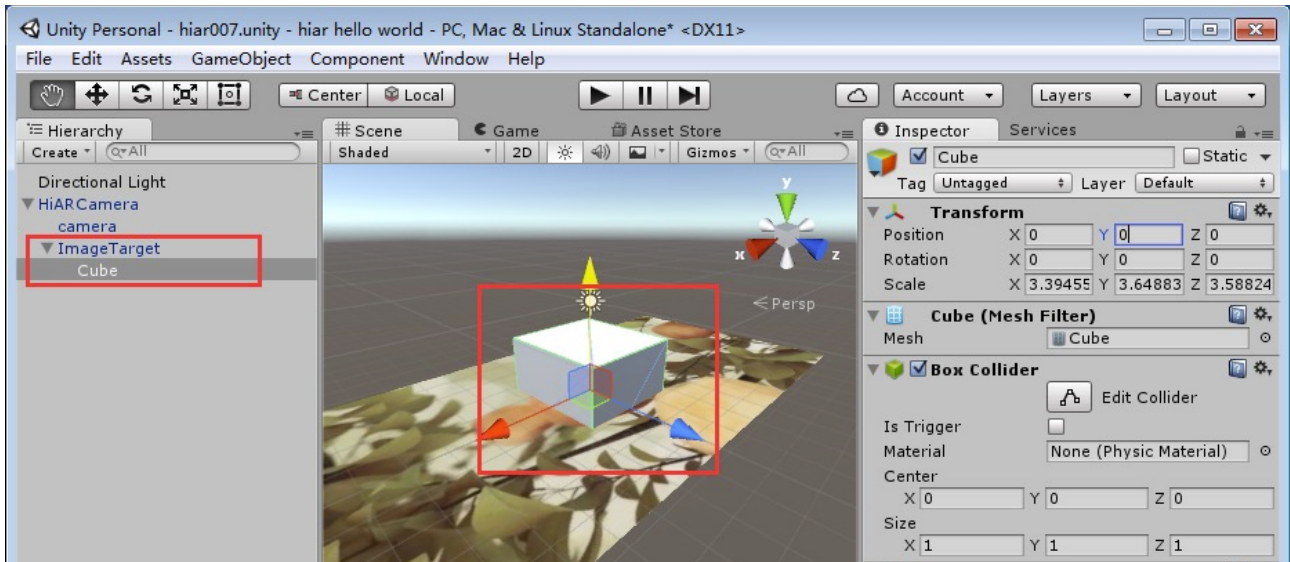 Unity Personal - hiar007.unity - hiar hello world - PC, Mac & Linux Standalone* <DX11>
File Edit Assets GameObject Component Window Help
Center Local Account Layers Layout
Hierarchy
Create All
Directional Light
HiARCamera
camera
ImageTarget
Cube
Scene Game Asset Store
Shaded 2D Gizmos All
y
x z
Persp
Inspector Services
Cube Static
Tag Untagged Layer Default
Transform
Position X 0 Y 0 Z 0
Rotation X 0 Y 0 Z 0
Scale X 3.39455 Y 3.64883 Z 3.58824
Cube (Mesh Filter)
Mesh Cube
Box Collider
Edit Collider
Is Trigger
Material None (Physic Material)
Center
X 0 Y 0 Z 0
Size
X 1 Y 1 Z 1